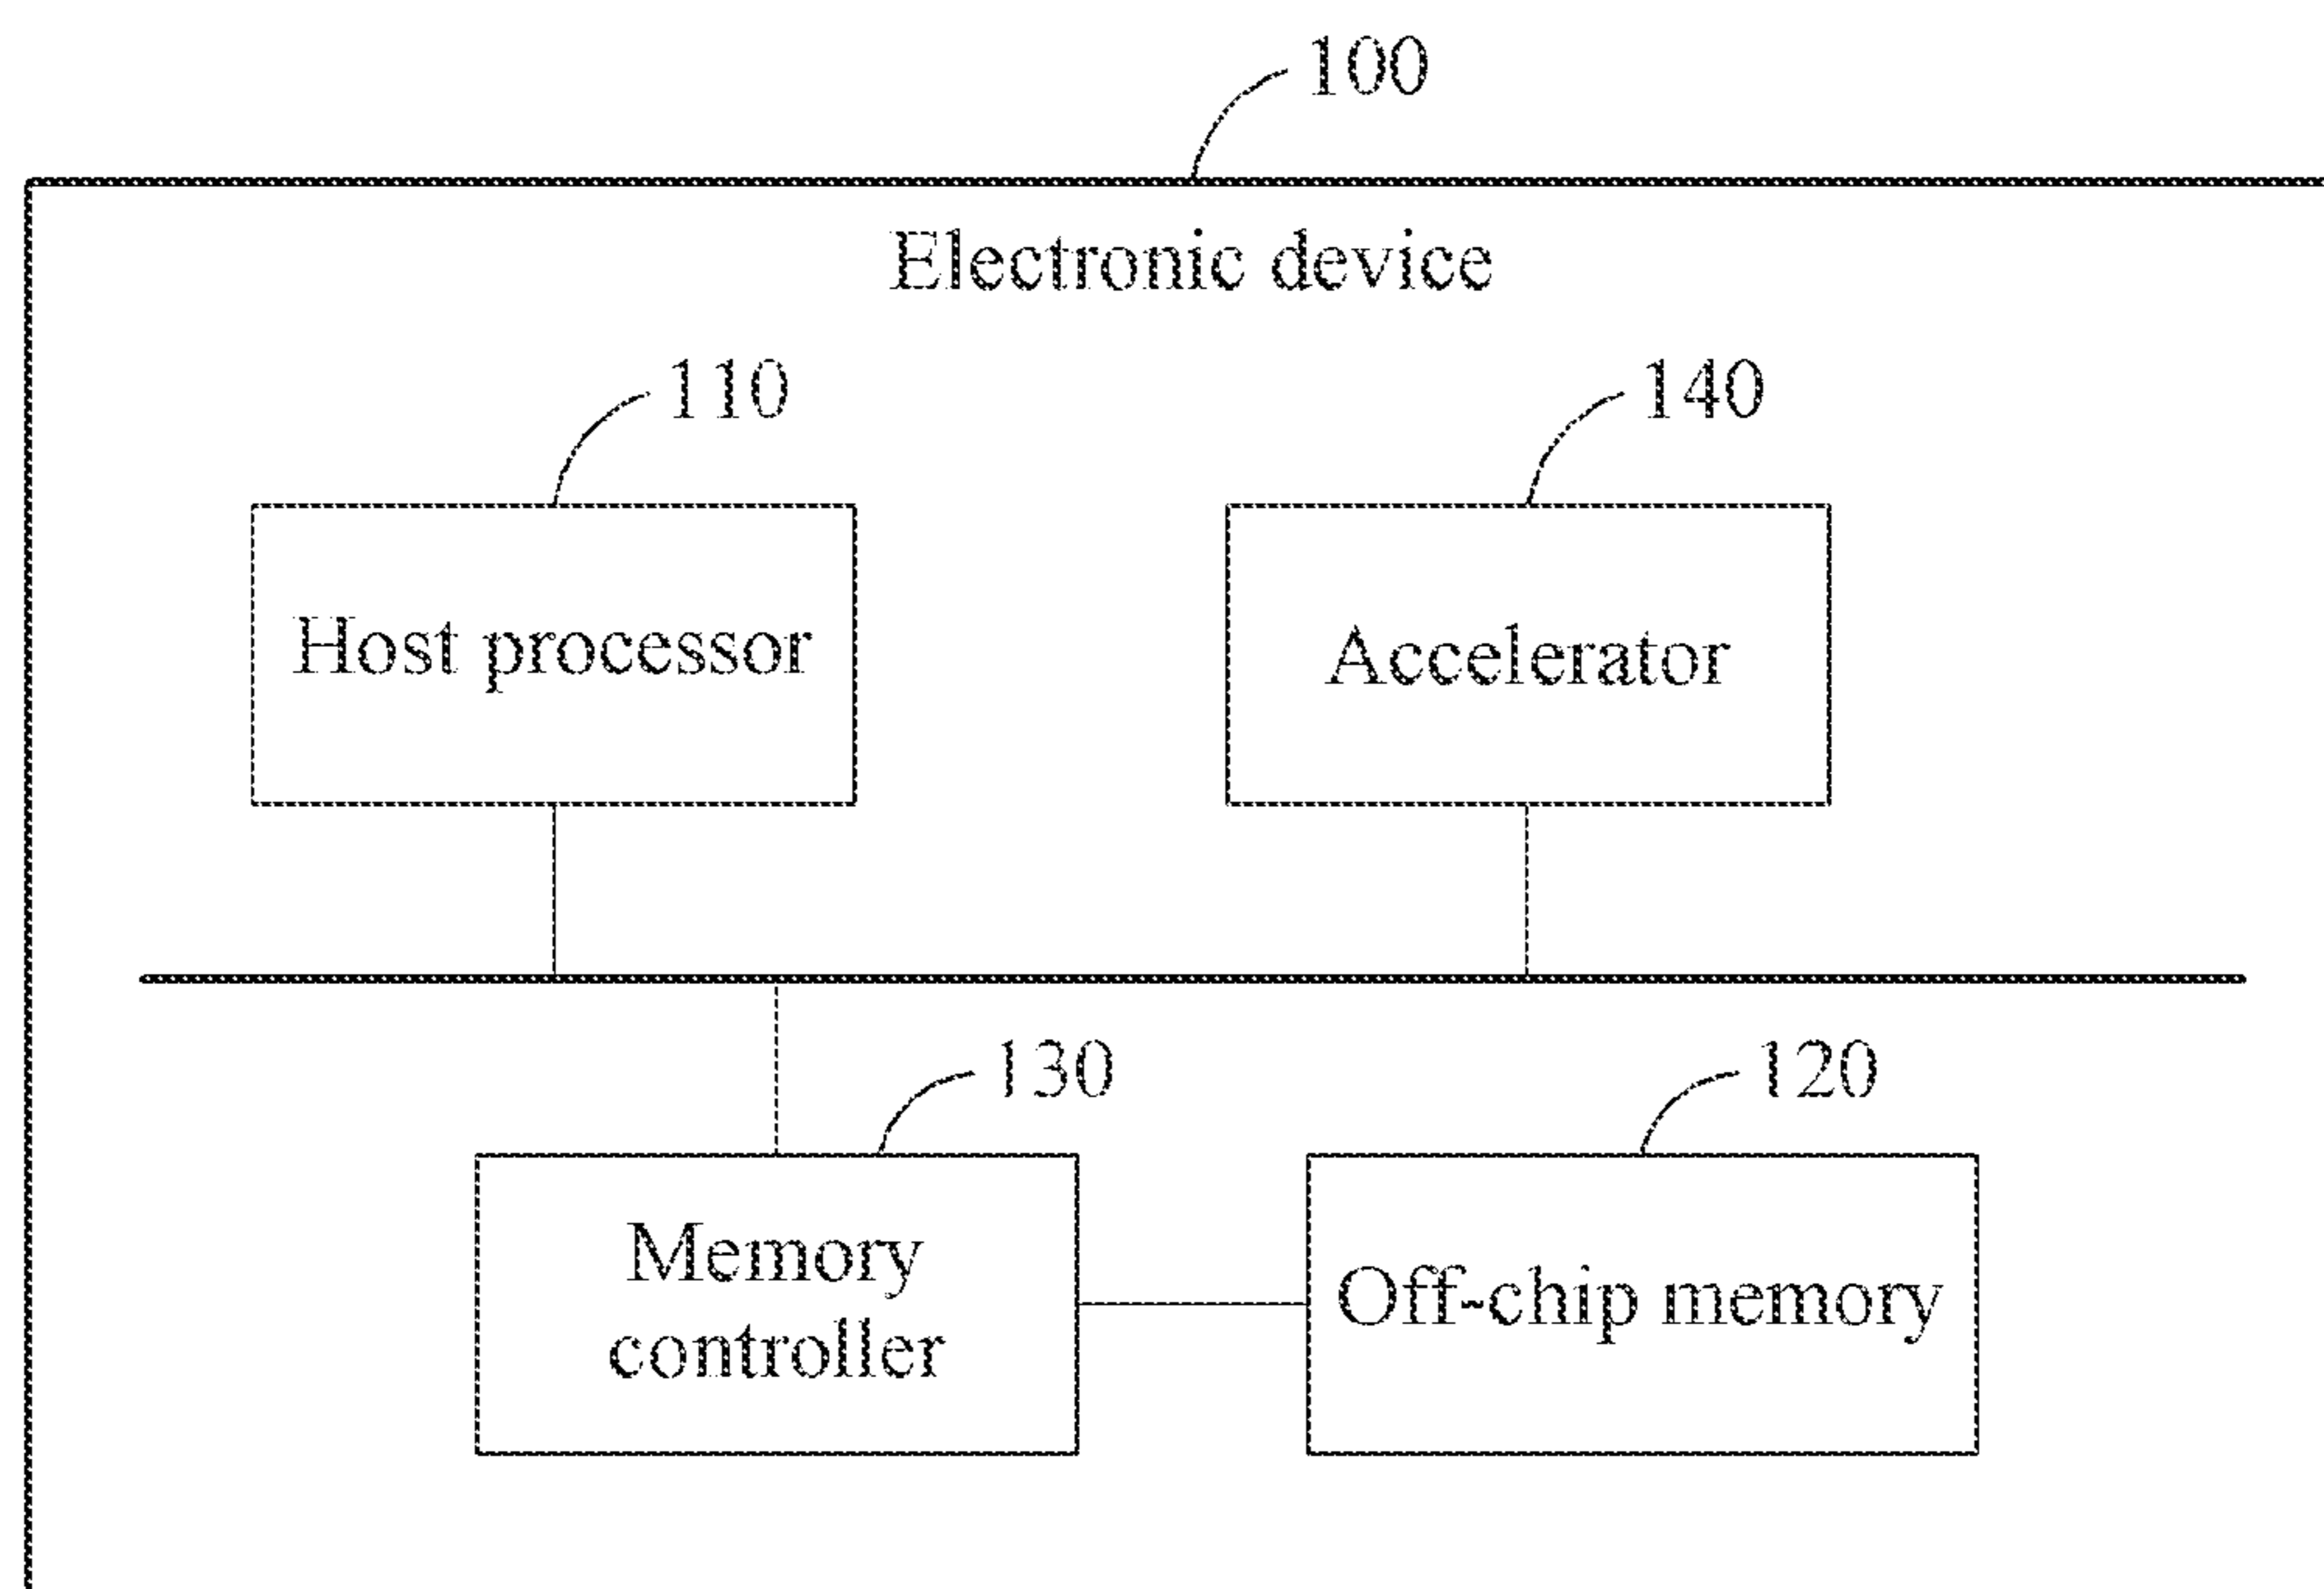 100
Electronic device
110
140
Host processor
Accelerator
130
120
Memory
controller
Off-chip memory